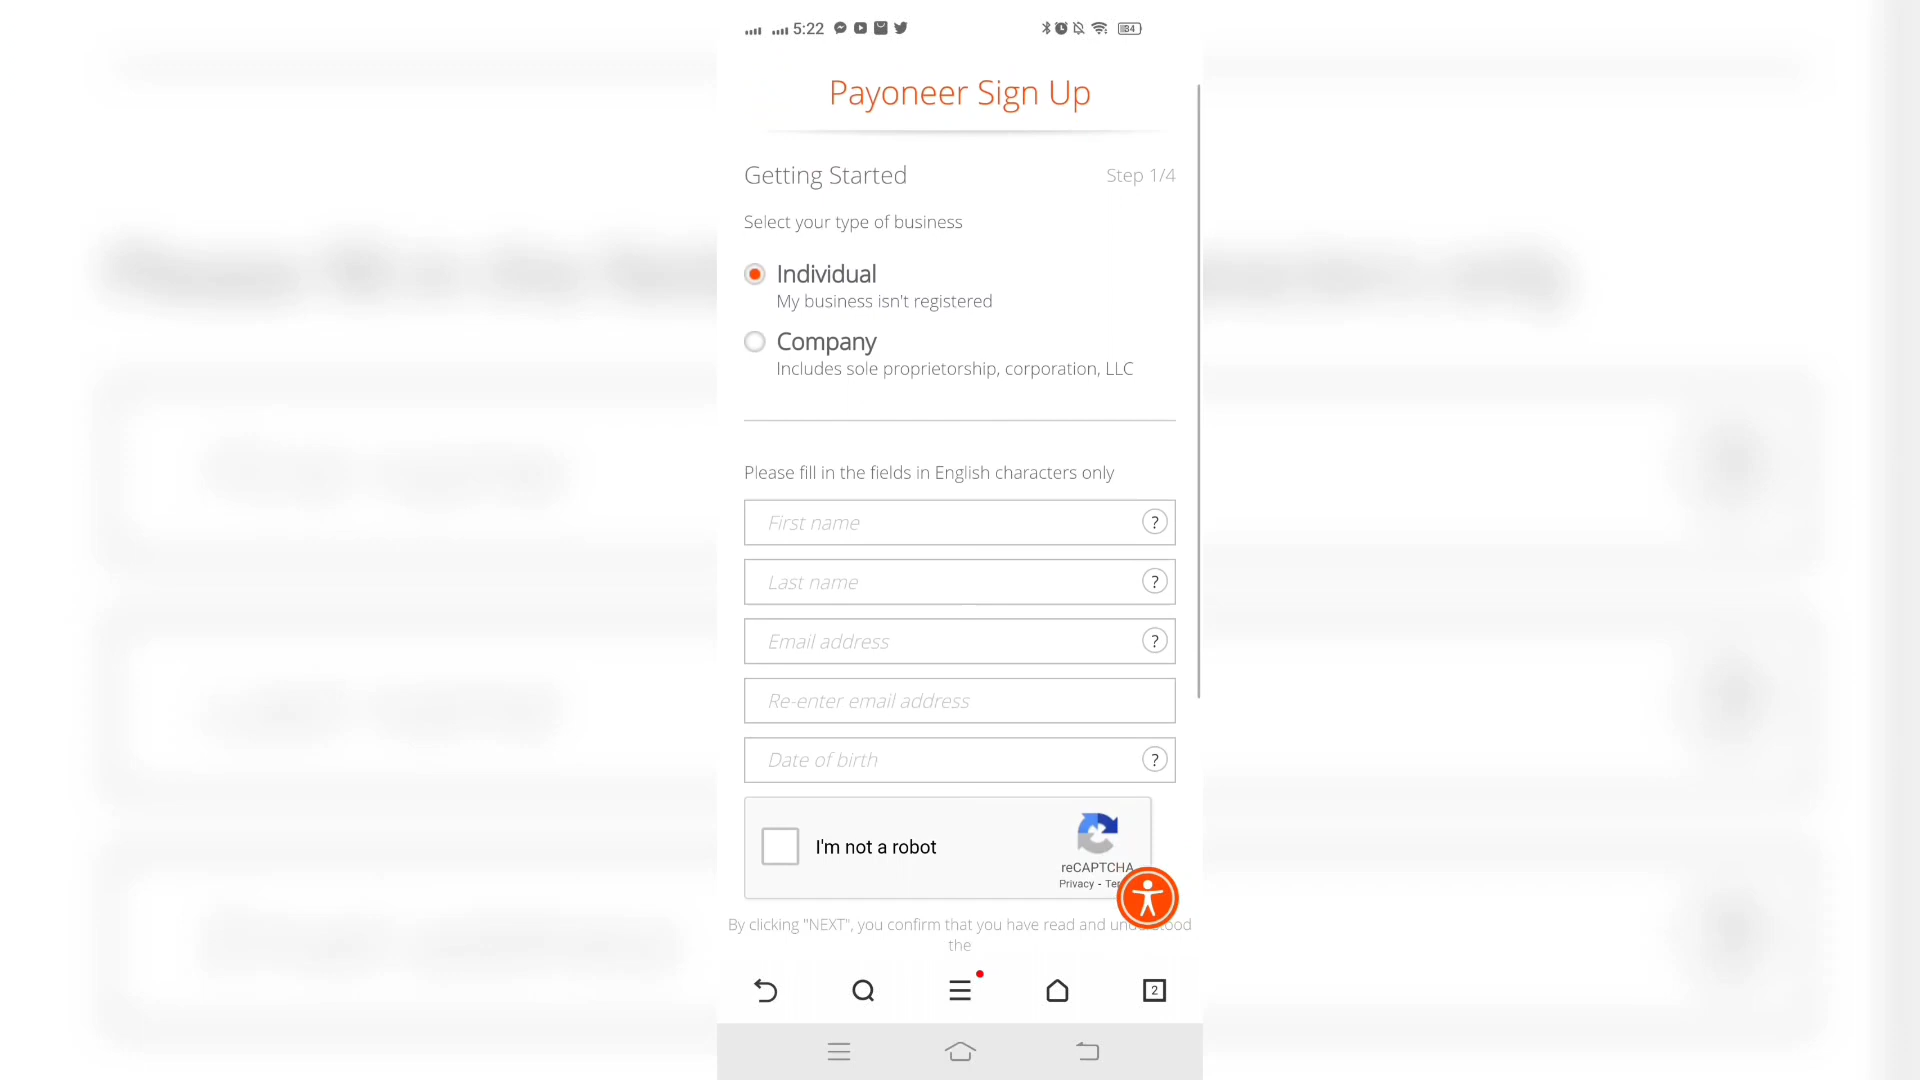 5:22
84
Payoneer Sign Up
Getting Started
Step 1/4
Select your type of business
Individual
My business isn't registered
Company
Includes sole proprietorship, corporation, LLC
Please fill in the fields in English characters only
First name ?
Last name ?
Email address ?
Re-enter email address
Date of birth ?
I'm not a robot
reCAPTCHA
Privacy - Te
By clicking "NEXT", you confirm that you have read and
the
2